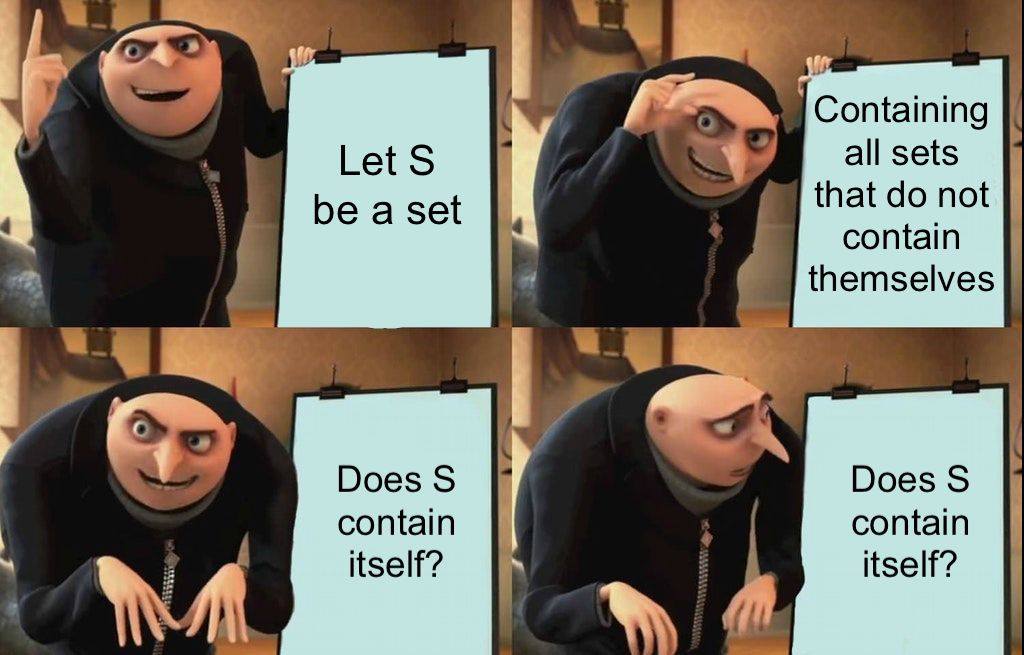 Let S
be a set
Containing
all sets
that do not
contain
themselves
Does S
contain
itself?
Does S
contain
itself?